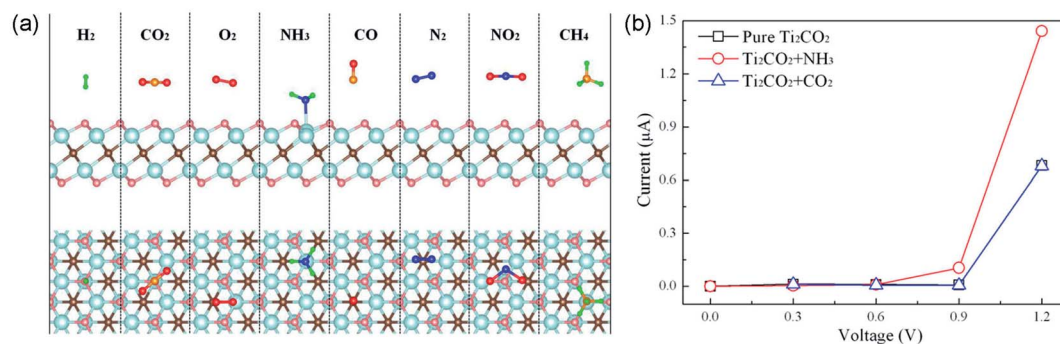 (a)
H₂ CO₂ O₂ NH₃ CO N₂ NO₂ CH₄
(b)
Pure Ti₂CO₂
Ti₂CO₂+NH₃
Ti₂CO₂+CO₂
Current (μA)
1.5
1.2
0.9
0.6
0.3
0.0
0.0 0.3 0.6 0.9 1.2
Voltage (V)